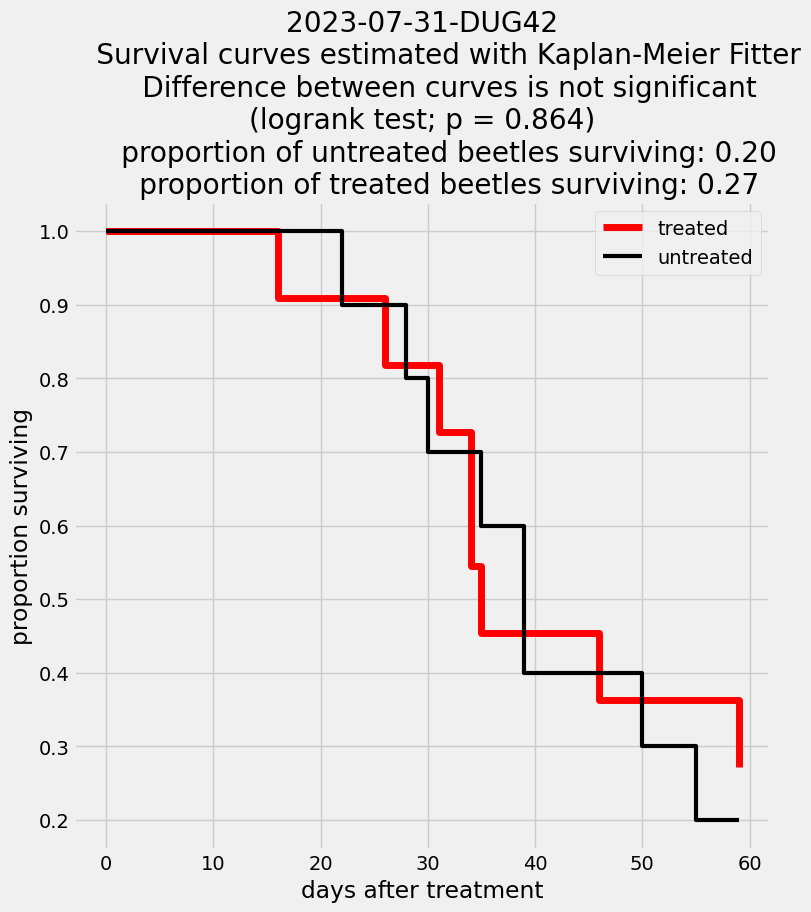 2023-07-31-DUG42
Survival curves estimated with Kaplan-Meier Fitter
Difference between curves is not significant
(logrank test; p = 0.864)
proportion of untreated beetles surviving: 0.20
proportion of treated beetles surviving: 0.27
treated
untreated
1.0
0.9
0.8
0.7
0.6
0.5
0.4
0.3
0.2
proportion surviving
0 10 20 30 40 50 60
days after treatment